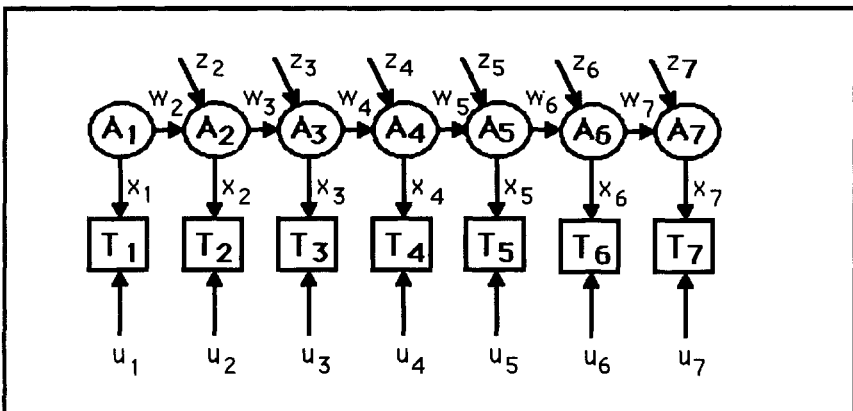 z2 z3 z4 z5 z6 z7
w2 w3 w4 w5 w6 w7
A1 A2 A3 A4 A5 A6 A7
x1 x2 x3 x4 x5 x6 x7
T1 T2 T3 T4 T5 T6 T7
u1 u2 u3 u4 u5 u6 u7